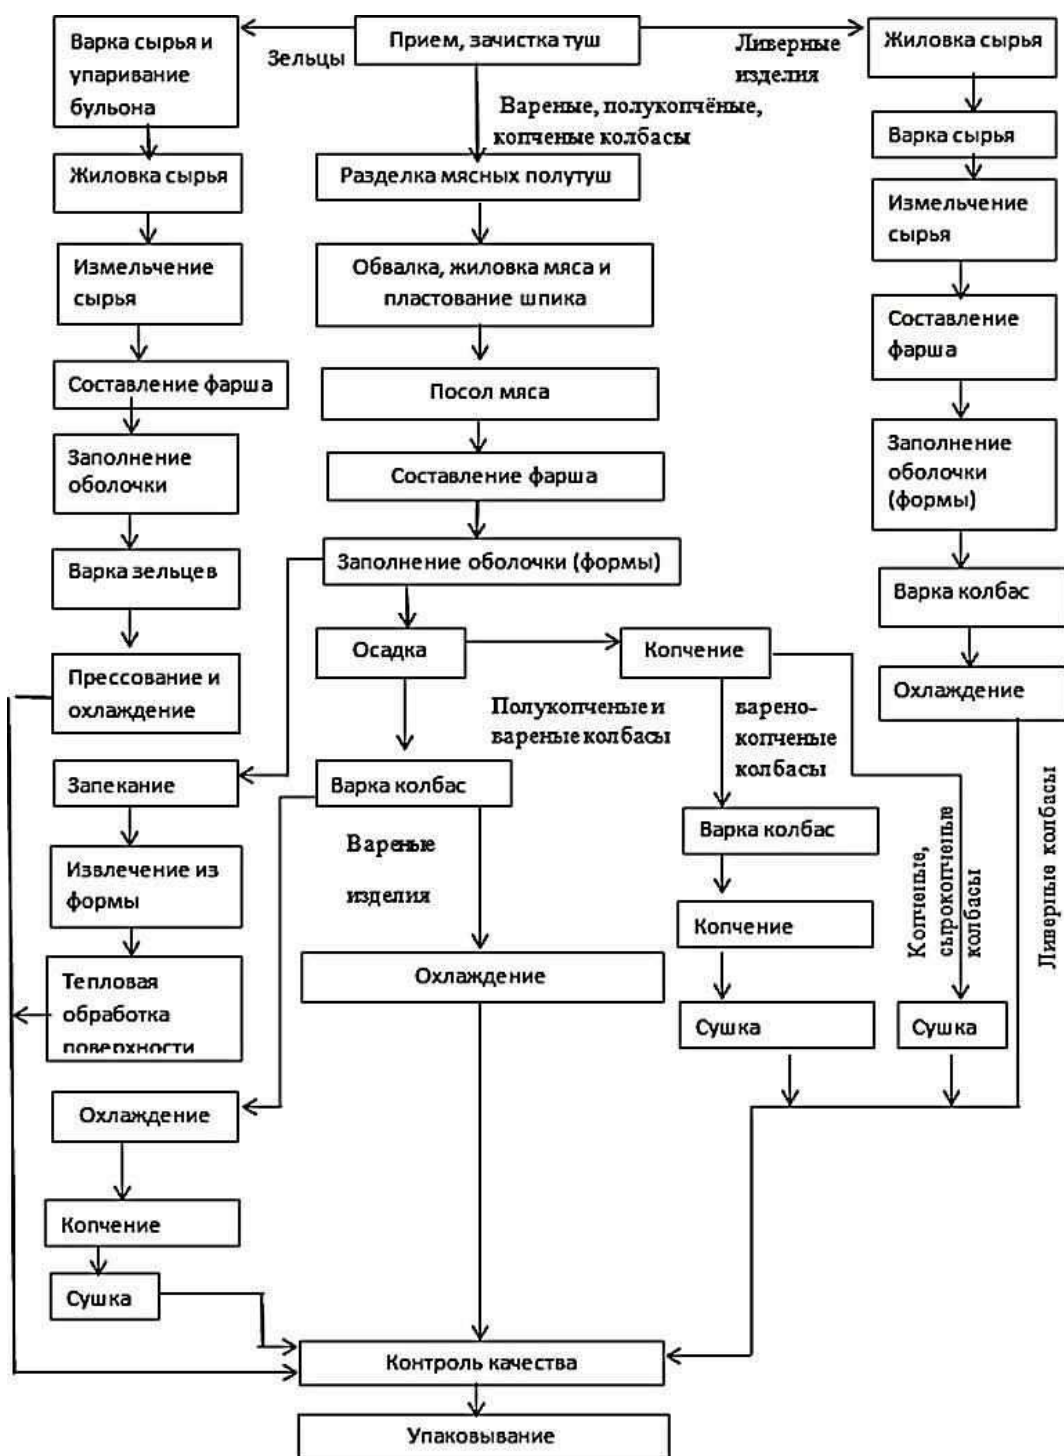 Варка сырья и
упаривание
бульона
Зельцы
Прием, зачистка туш
Ливерные
изделия
Жиловка сырья
Вареные, полукопчёные,
копченые колбасы
Варка сырья
Жиловка сырья
Разделка мясных полутуш
Измельчение
сырья
Измельчение
сырья
Обвалка, жиловка мяса и
пластование шпика
Составление
фарша
Составление фарша
Посол мяса
Заполнение
оболочки
Составление фарша
Заполнение
оболочки
(формы)
Варка зельцев
Заполнение оболочки (формы)
Варка колбас
Прессование и
охлаждение
Осадка
Копчение
Охлаждение
Полукопченые и
вареные колбасы
варено-
копченые
колбасы
Запекание
Варка колбас
Варка колбас
Извлечение из
формы
Вареные
изделия
Копчение
Копченые,
сырокопченые
колбасы
Ливерные колбасы
Тепловая
обработка
поверхности
Охлаждение
Сушка
Сушка
Охлаждение
Копчение
Сушка
Контроль качества
Упаковывание